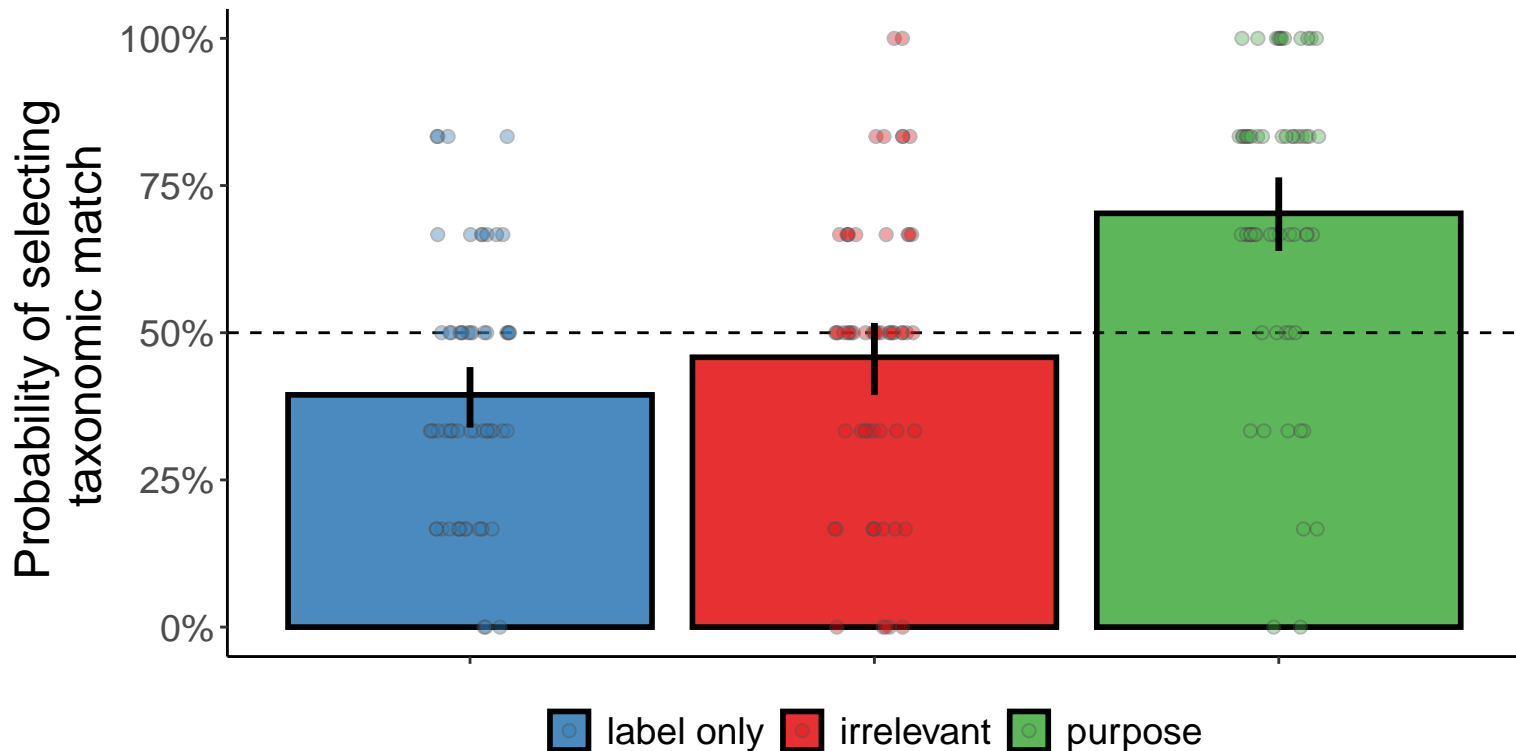 Probability of selecting
taxonomic match
100%
75%
50%
25%
0%
label only
irrelevant
purpose